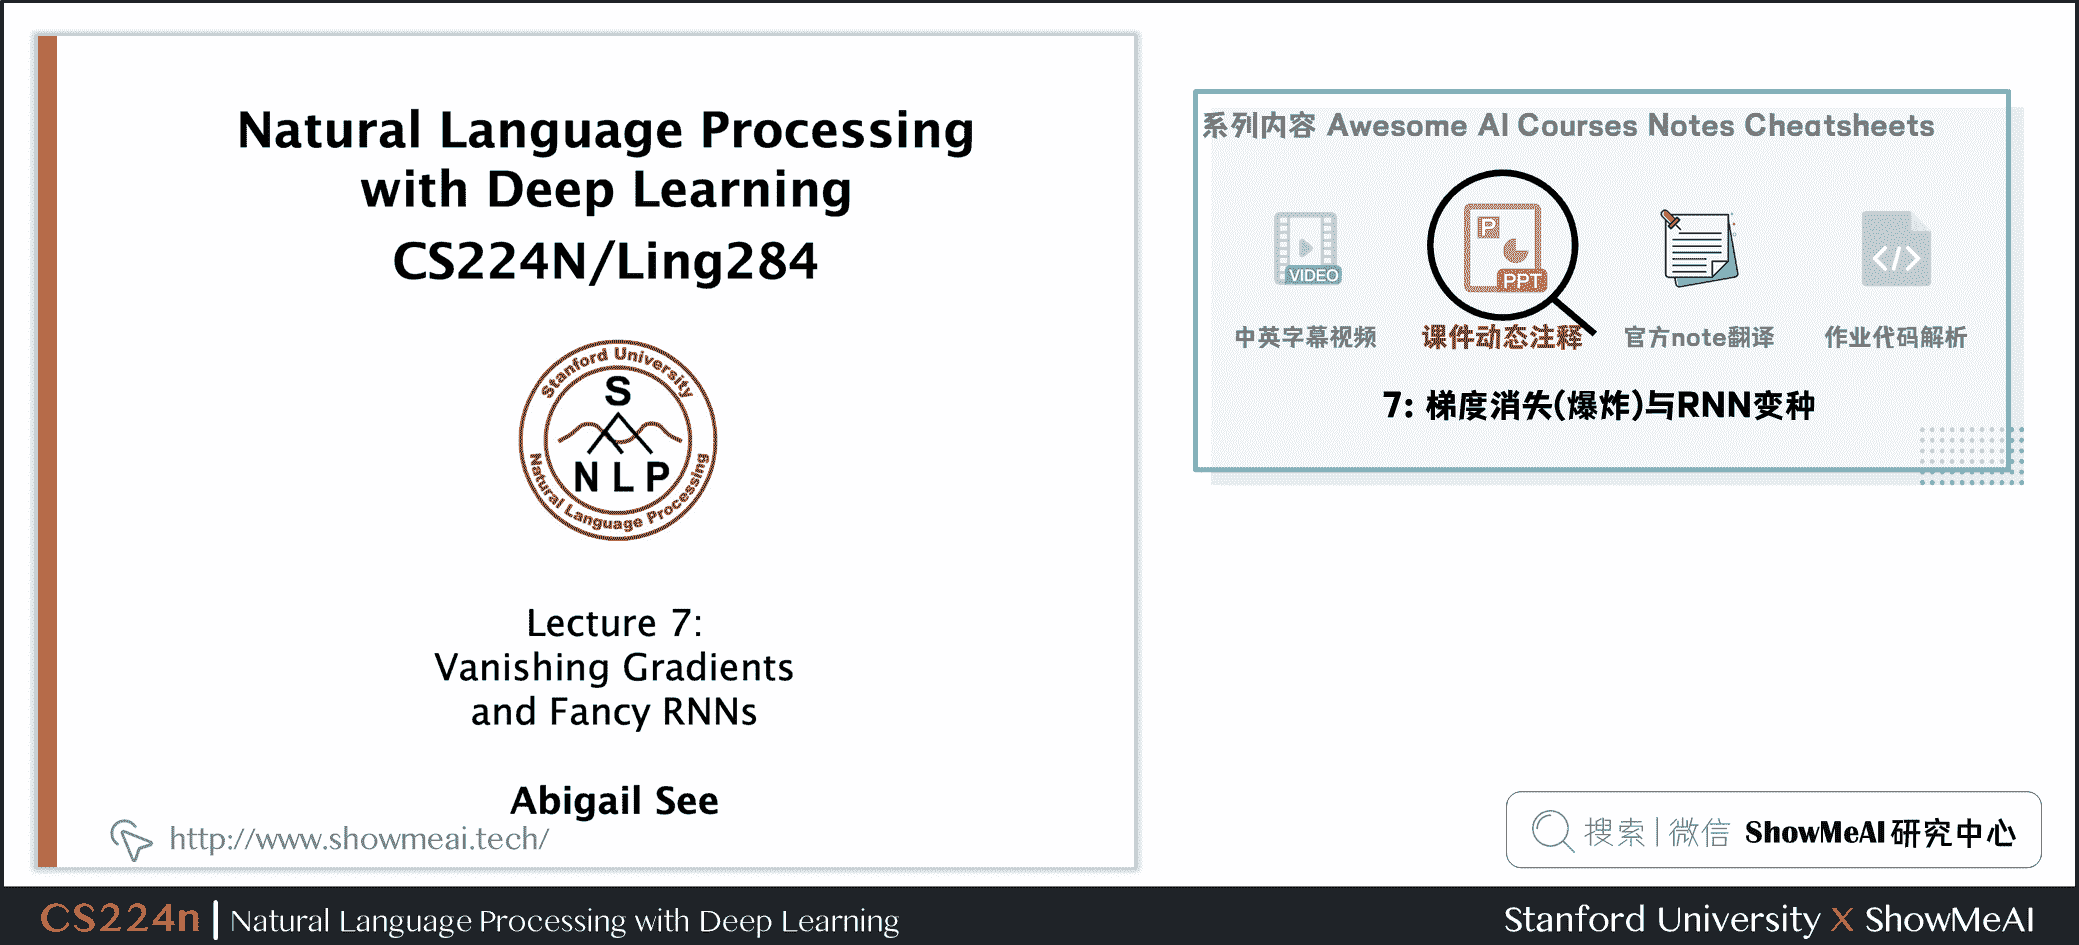 Natural Language Processing
with Deep Learning
CS224N/Ling284
Stanford University
S
N L P
Natural Language Processing
Lecture 7:
Vanishing Gradients
and Fancy RNNs
Abigail See
http://www.showmeai.tech/
系列内容 Awesome AI Courses Notes Cheatsheets
VIDEO
P
PPT
</>
中英字幕视频
课件动态注释
官方note翻译
作业代码解析
7: 梯度消失(爆炸)与RNN变种
搜索|微信 ShowMeAI研究中心
CS224n | Natural Language Processing with Deep Learning
Stanford University X ShowMeAI